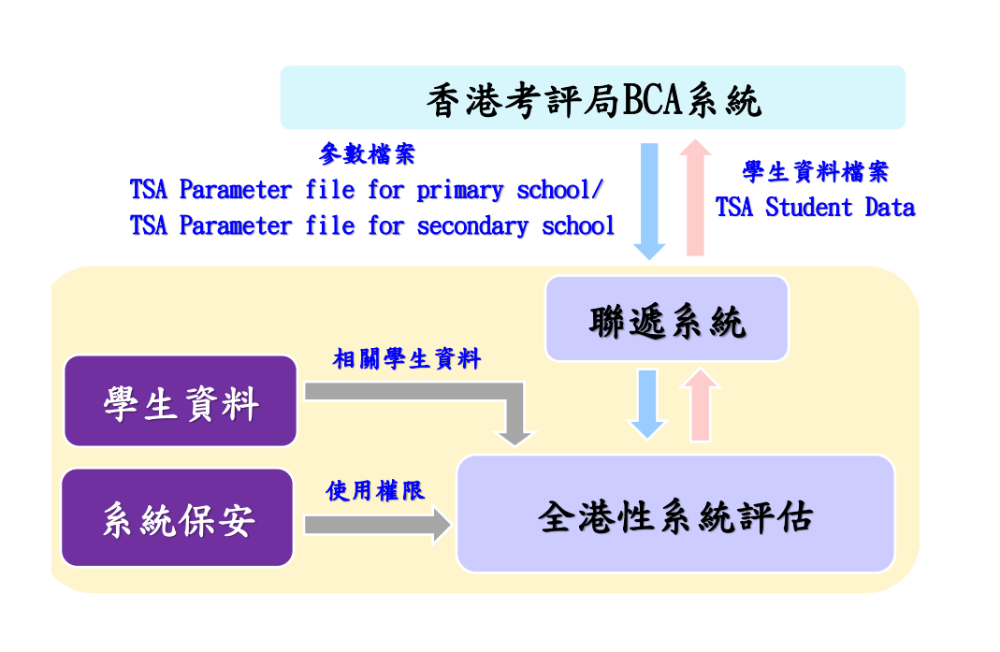 香港考評局BCA系統
參數檔案
TSA Parameter file for primary school/
TSA Parameter file for secondary school
學生資料檔案
TSA Student Data
聯遞系統
相關學生資料
學生資料
使用權限
系統保安
全港性系統評估